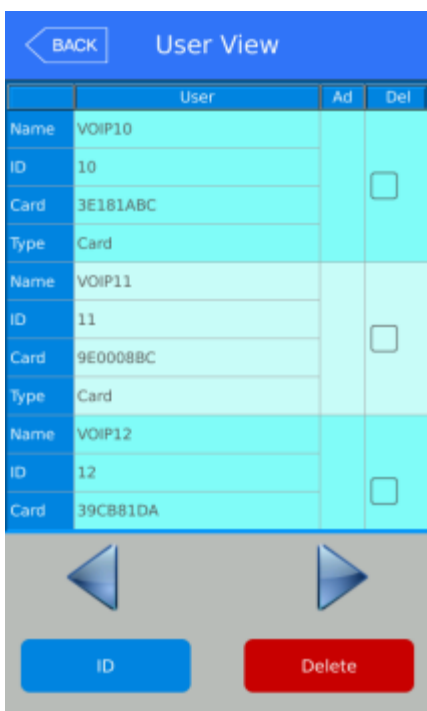 BACK User View
User Ad Del
Name VOIP10
ID 10
Card 3E181ABC
Type Card
Name VOIP11
ID 11
Card 9E0008BC
Type Card
Name VOIP12
ID 12
Card 39CB81DA
ID Delete